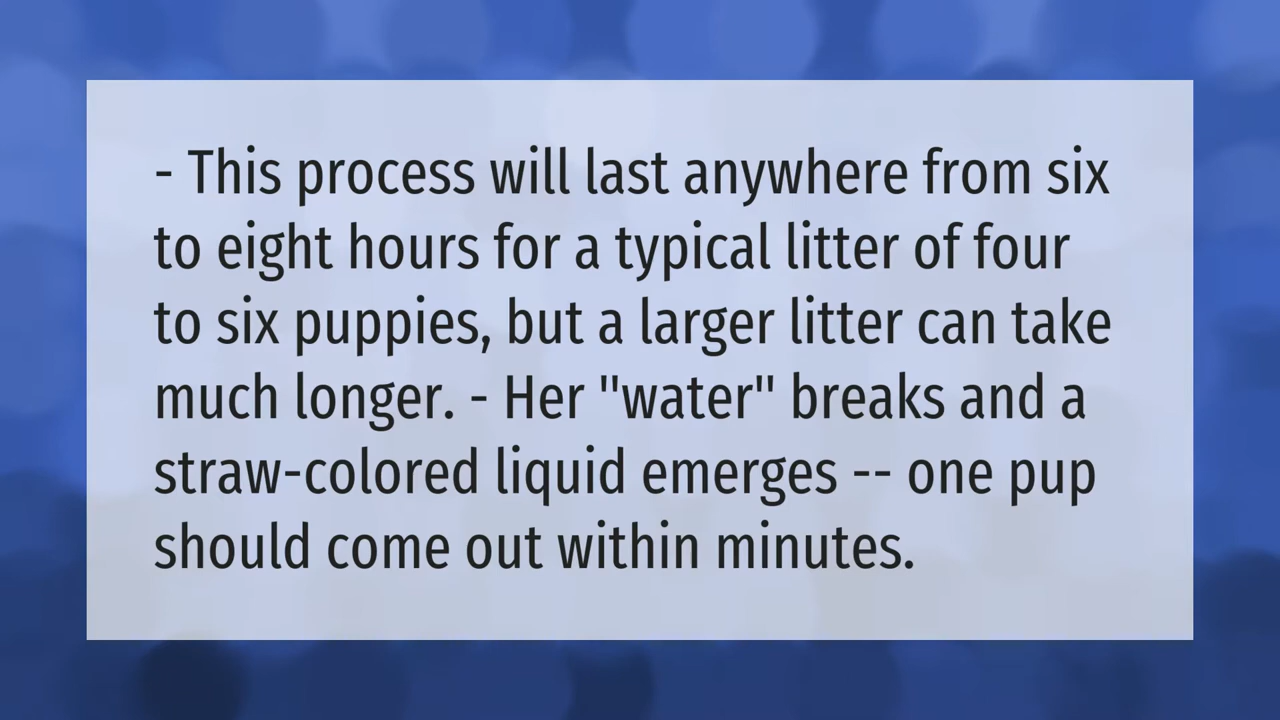 - This process will last anywhere from six
to eight hours for a typical litter of four
to six puppies, but a larger litter can take
much longer. - Her "water" breaks and a
straw-colored liquid emerges -- one pup
should come out within minutes.